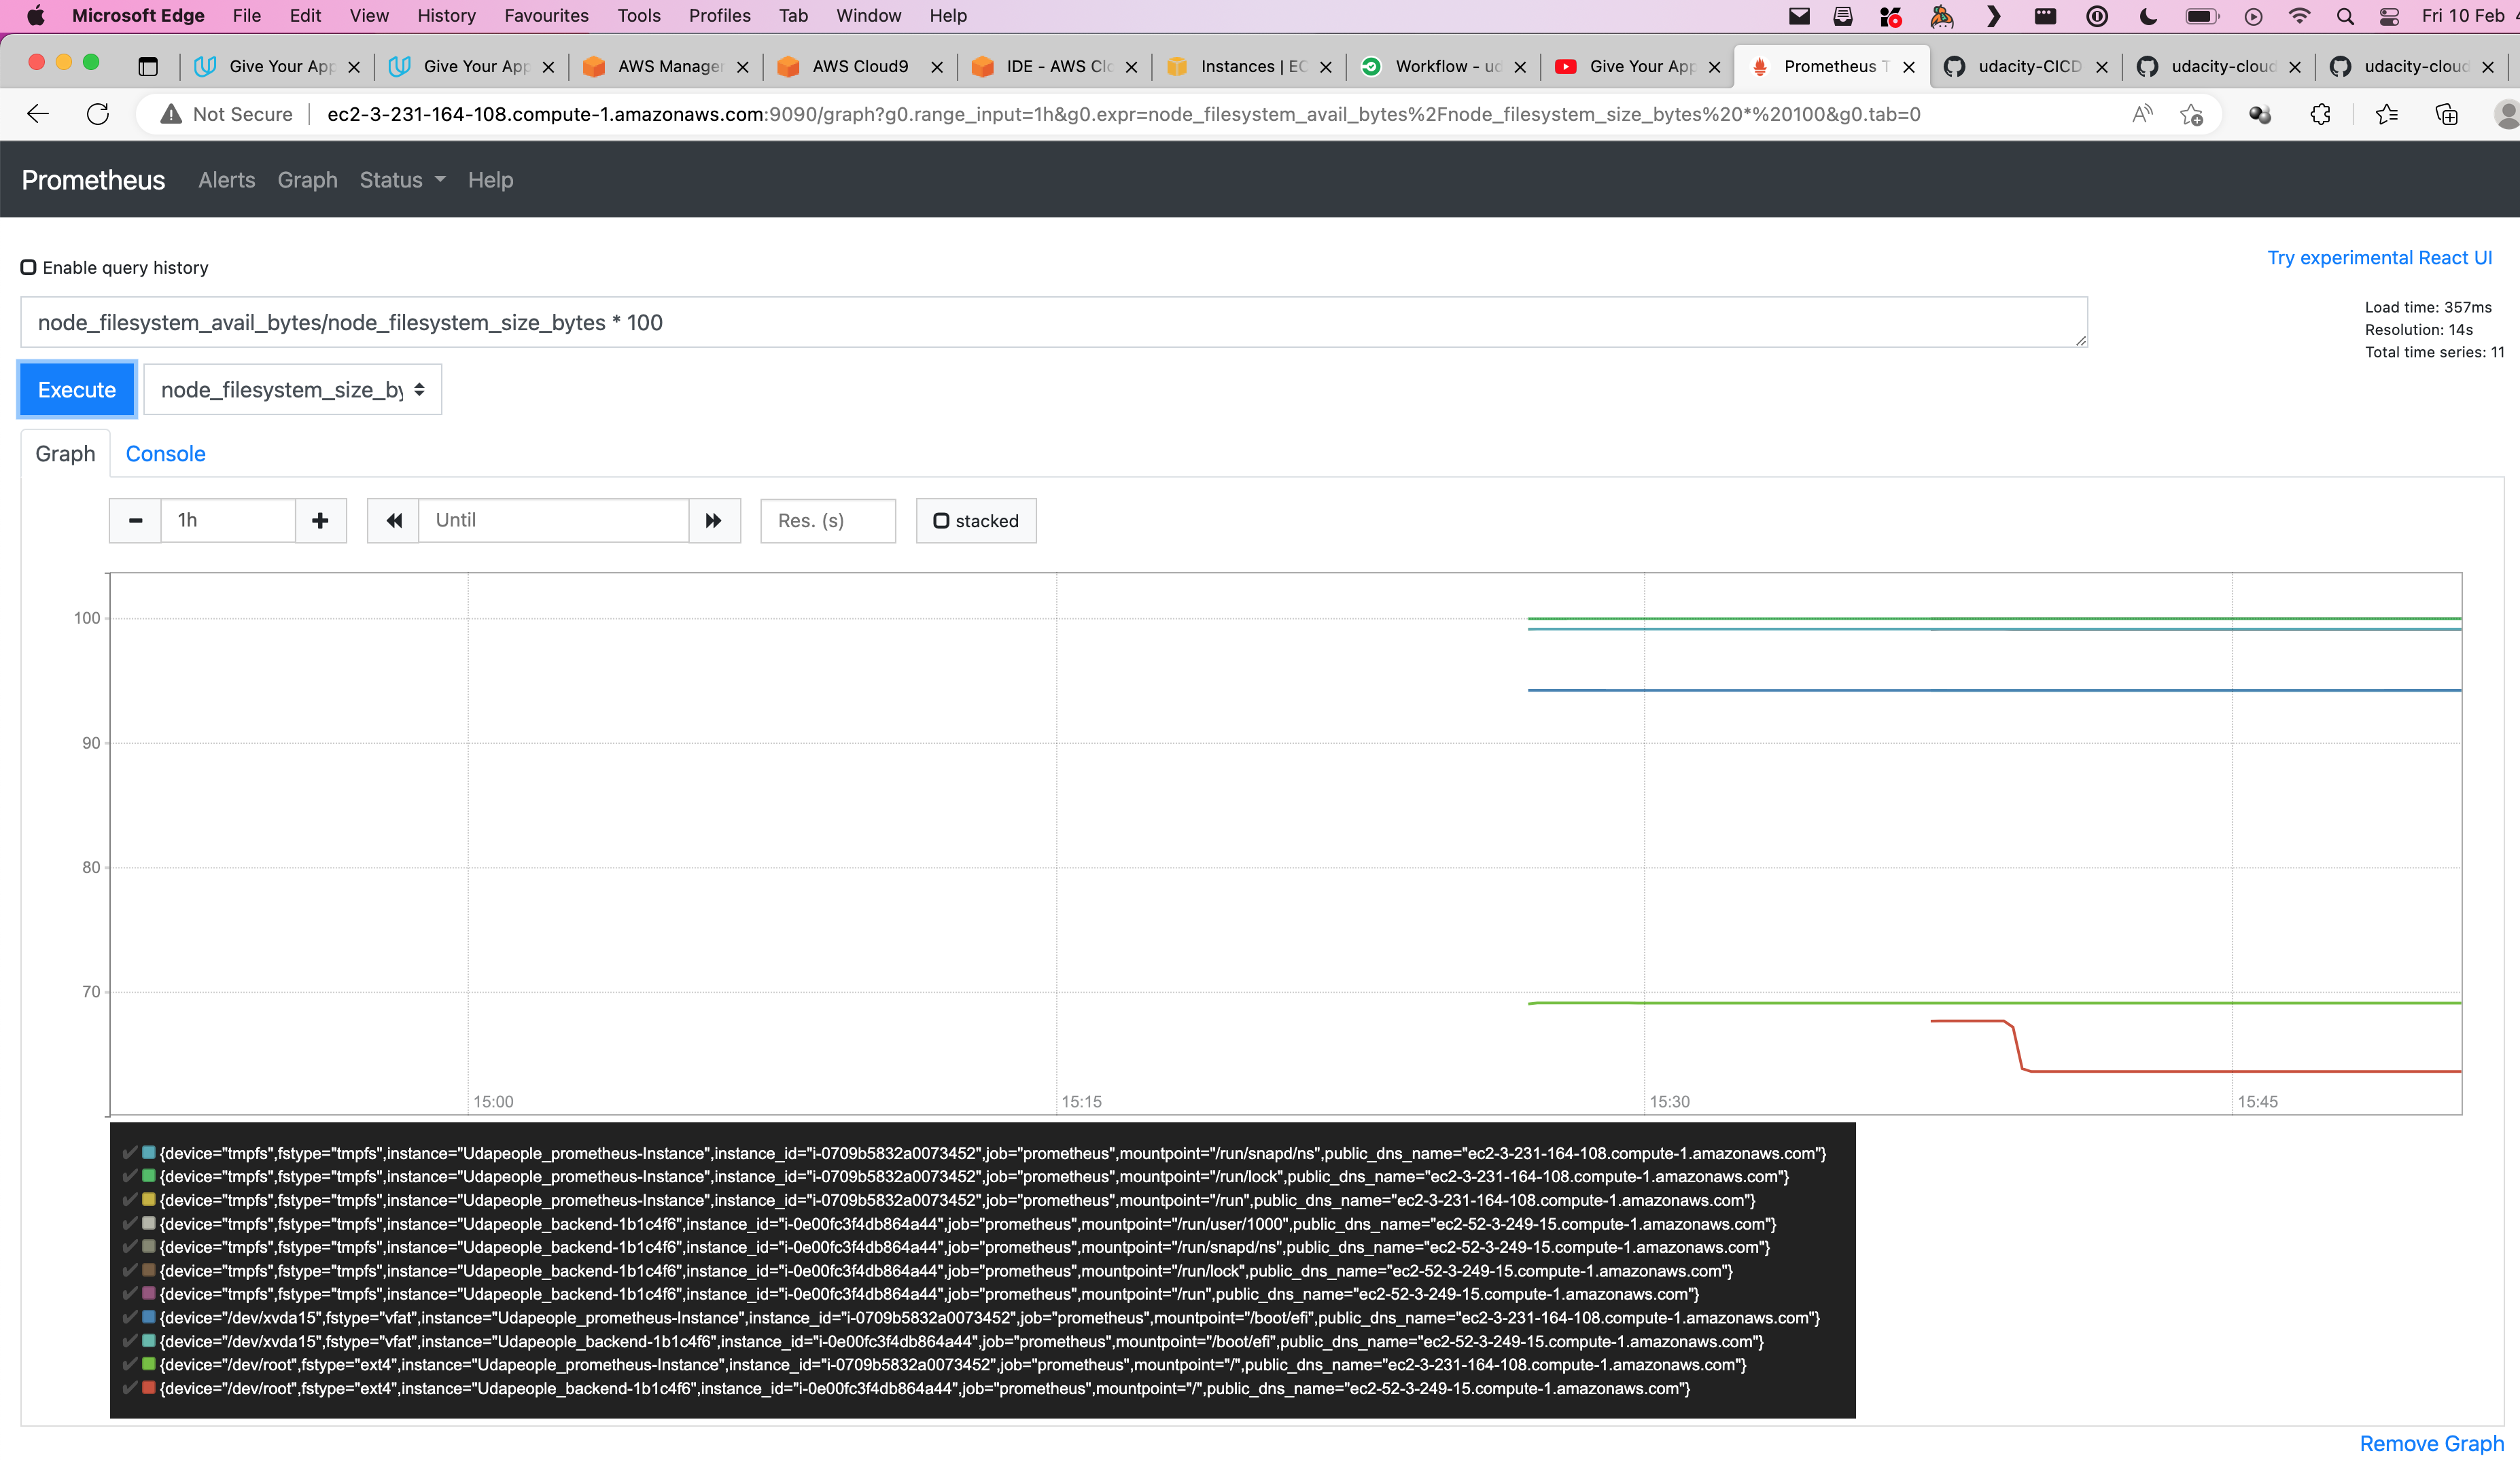 Microsoft Edge File Edit View History Favourites Tools Profiles Tab Window Help Fri 10 Feb
Give Your App Give Your App AWS Manager AWS Cloud9 IDE - AWS Clo Instances | EC Workflow - ud Give Your App Prometheus T udacity-CICD udacity-cloud udacity-cloud
Not Secure ec2-3-231-164-108.compute-1.amazonaws.com:9090/graph?g0.range_input=1h&g0.expr=node_filesystem_avail_bytes%2Fnode_filesystem_size_bytes%20*%20100&g0.tab=0
Prometheus Alerts Graph Status Help
Try experimental React UI
Enable query history
node_filesystem_avail_bytes/node_filesystem_size_bytes * 100
Load time: 357ms
Resolution: 14s
Total time series: 11
Execute node_filesystem_size_by
Graph Console
1h Until Res. (s) stacked
100
90
80
70
15:00 15:15 15:30 15:45
{device="tmpfs",fstype="tmpfs",instance="Udapeople_prometheus-Instance",instance_id="i-0709b5832a0073452",job="prometheus",mountpoint="/run/snapd/ns",public_dns_name="ec2-3-231-164-108.compute-1.amazonaws.com"}
{device="tmpfs",fstype="tmpfs",instance="Udapeople_prometheus-Instance",instance_id="i-0709b5832a0073452",job="prometheus",mountpoint="/run/lock",public_dns_name="ec2-3-231-164-108.compute-1.amazonaws.com"}
{device="tmpfs",fstype="tmpfs",instance="Udapeople_prometheus-Instance",instance_id="i-0709b5832a0073452",job="prometheus",mountpoint="/run",public_dns_name="ec2-3-231-164-108.compute-1.amazonaws.com"}
{device="tmpfs",fstype="tmpfs",instance="Udapeople_backend-1b1c4f6",instance_id="i-0e00fc3f4db864a44",job="prometheus",mountpoint="/run/user/1000",public_dns_name="ec2-52-3-249-15.compute-1.amazonaws.com"}
{device="tmpfs",fstype="tmpfs",instance="Udapeople_backend-1b1c4f6",instance_id="i-0e00fc3f4db864a44",job="prometheus",mountpoint="/run/snapd/ns",public_dns_name="ec2-52-3-249-15.compute-1.amazonaws.com"}
{device="tmpfs",fstype="tmpfs",instance="Udapeople_backend-1b1c4f6",instance_id="i-0e00fc3f4db864a44",job="prometheus",mountpoint="/run/lock",public_dns_name="ec2-52-3-249-15.compute-1.amazonaws.com"}
{device="tmpfs",fstype="tmpfs",instance="Udapeople_backend-1b1c4f6",instance_id="i-0e00fc3f4db864a44",job="prometheus",mountpoint="/run",public_dns_name="ec2-52-3-249-15.compute-1.amazonaws.com"}
{device="/dev/xvda15",fstype="vfat",instance="Udapeople_prometheus-Instance",instance_id="i-0709b5832a0073452",job="prometheus",mountpoint="/boot/efi",public_dns_name="ec2-3-231-164-108.compute-1.amazonaws.com"}
{device="/dev/xvda15",fstype="vfat",instance="Udapeople_backend-1b1c4f6",instance_id="i-0e00fc3f4db864a44",job="prometheus",mountpoint="/boot/efi",public_dns_name="ec2-52-3-249-15.compute-1.amazonaws.com"}
{device="/dev/root",fstype="ext4",instance="Udapeople_prometheus-Instance",instance_id="i-0709b5832a0073452",job="prometheus",mountpoint="/",public_dns_name="ec2-3-231-164-108.compute-1.amazonaws.com"}
{device="/dev/root",fstype="ext4",instance="Udapeople_backend-1b1c4f6",instance_id="i-0e00fc3f4db864a44",job="prometheus",mountpoint="/",public_dns_name="ec2-52-3-249-15.compute-1.amazonaws.com"}
Remove Graph